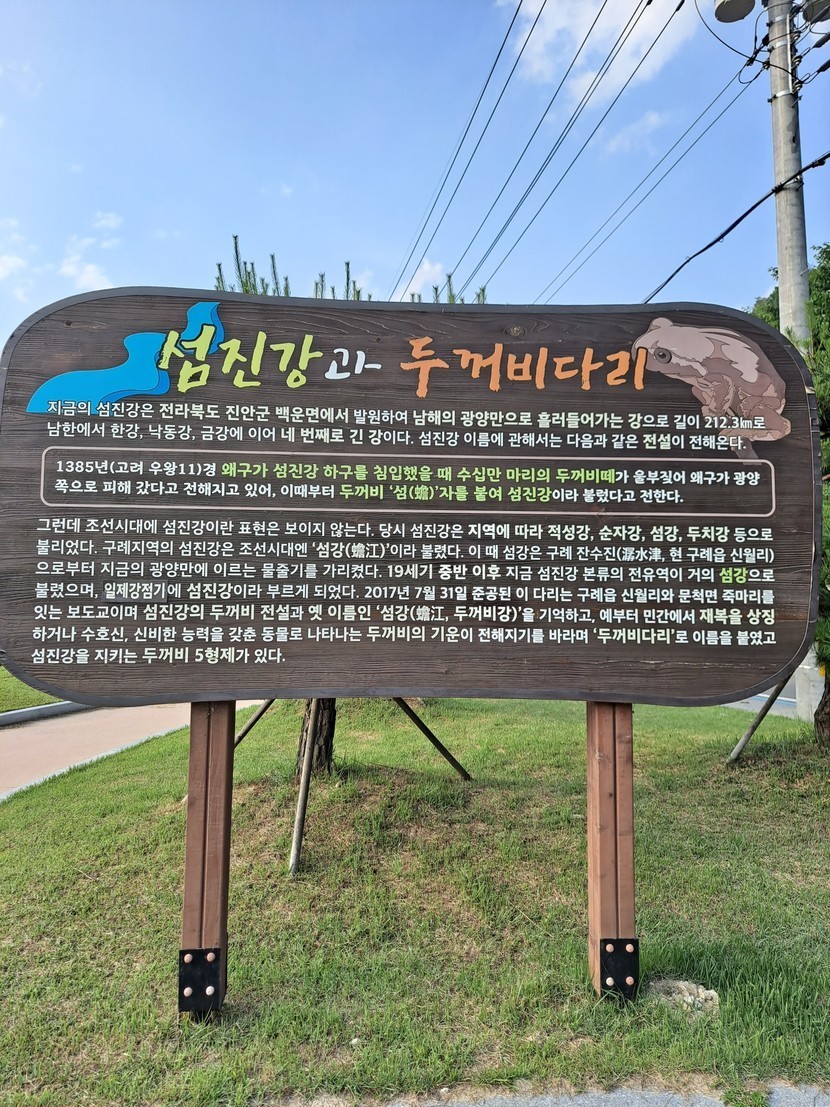 섬진강과 두꺼비다리
지금의 섬진강은 전라북도 진안군 백운면에서 발원하여 남해의 광양만으로 흘러들어가는 강으로 길이 212.3㎞로
남한에서 한강, 낙동강, 금강에 이어 네 번째로 긴 강이다. 섬진강 이름에 관해서는 다음과 같은 전설이 전해온다.
1385년(고려 우왕11)경 왜구가 섬진강 하구를 침입했을 때 수십만 마리의 두꺼비떼가 울부짖어 왜구가 광양
쪽으로 피해 갔다고 전해지고 있어, 이때부터 두꺼비 ‘섬(蟾)’자를 붙여 섬진강이라 불렀다고 전한다.
그런데 조선시대에 섬진강이란 표현은 보이지 않는다. 당시 섬진강은 지역에 따라 적성강, 순자강, 섬강, 두치강 등으로
불리었다. 구례지역의 섬진강은 조선시대엔 ‘섬강(蟾江)’이라 불렸다. 이 때 섬강은 구례 잔수진(潺水津, 현 구례읍 신월리)
으로부터 지금의 광양만에 이르는 물줄기를 가리켰다. 19세기 중반 이후 지금 섬진강 본류의 전유역이 거의 섬강으로
불렸으며, 일제강점기에 섬진강이라 부르게 되었다. 2017년 7월 31일 준공된 이 다리는 구례읍 신월리와 문척면 죽마리를
잇는 보도교이며 섬진강의 두꺼비 전설과 옛 이름인 ‘섬강(蟾江, 두꺼비강)’을 기억하고, 예부터 민간에서 재복을 상징
하거나 수호신, 신비한 능력을 갖춘 동물로 나타나는 두꺼비의 기운이 전해지기를 바라며 ‘두꺼비다리’로 이름을 붙였고
섬진강을 지키는 두꺼비 5형제가 있다.